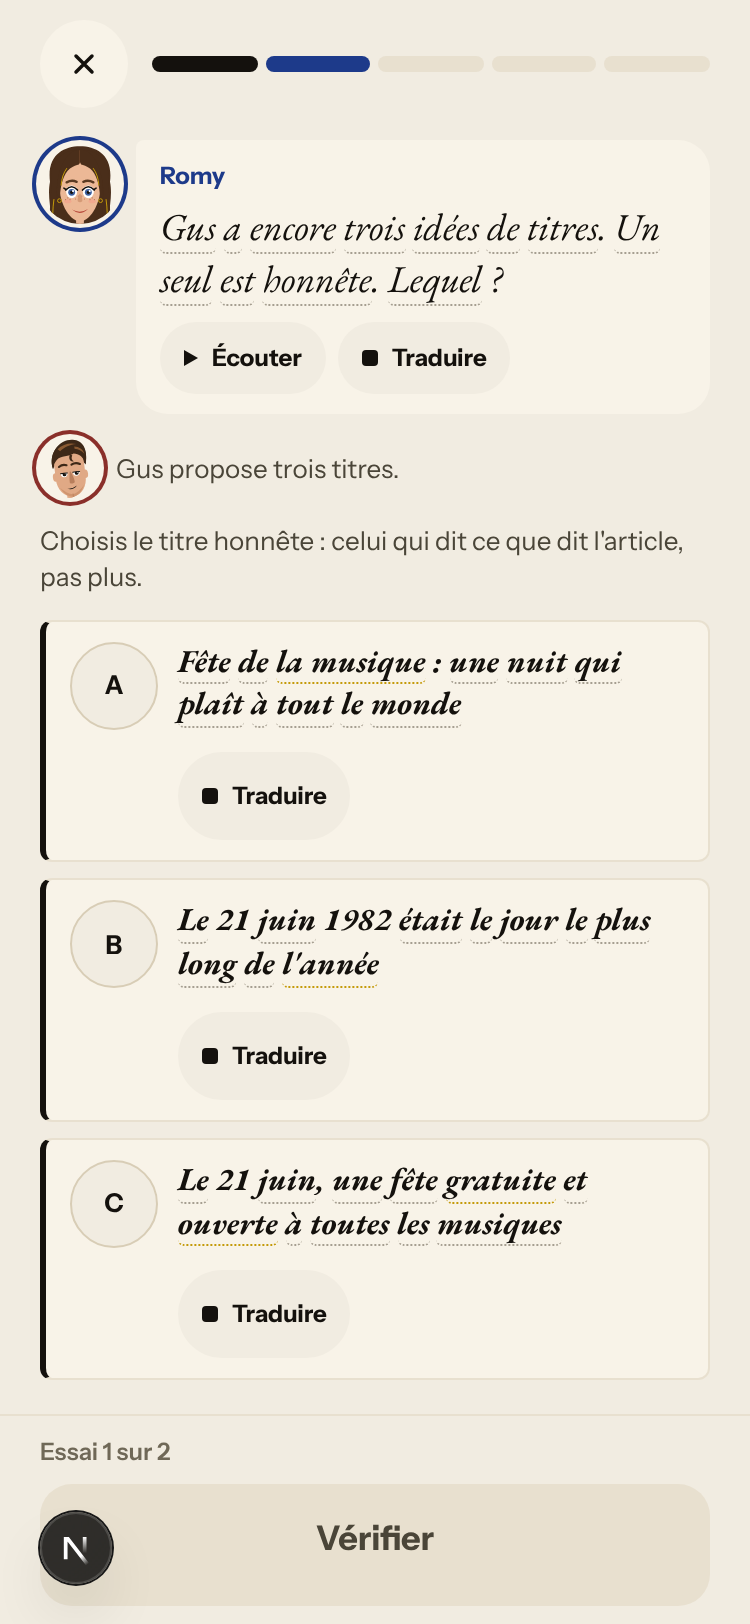 Romy
Gus a encore trois idées de titres. Un
seul est honnête. Lequel ?
Écouter
Traduire
Gus propose trois titres.
Choisis le titre honnête : celui qui dit ce que dit l'article,
pas plus.
A
Fête de la musique : une nuit qui
plaît à tout le monde
Traduire
B
Le 21 juin 1982 était le jour le plus
long de l'année
Traduire
C
Le 21 juin, une fête gratuite et
ouverte à toutes les musiques
Traduire
Essai 1 sur 2
Vérifier
N